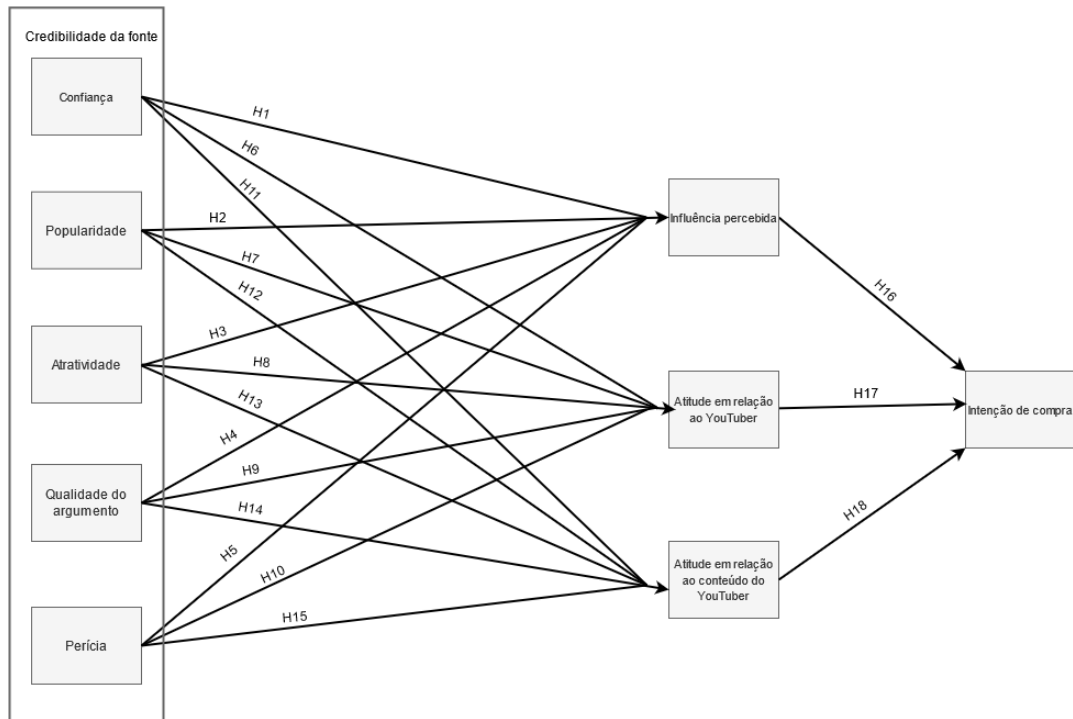 Credibilidade da fonte
Confiança
Popularidade
Atratividade
Qualidade do
argumento
Perícia
H1
H6
H11
H2
H7
H12
H3
H8
H13
H4
H9
H14
H5
H10
H15
Influência percebida
Atitude em relação
ao YouTuber
Atitude em relação
ao conteúdo do
YouTuber
H16
H17
H18
Intenção de compra